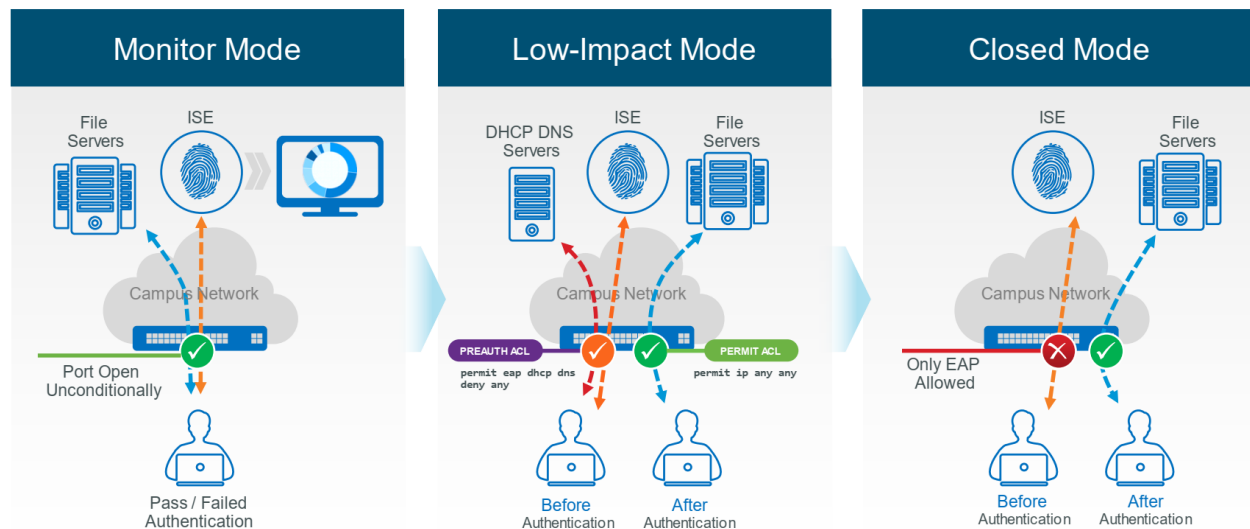 Monitor Mode
File
Servers
ISE
Campus Network
Port Open
Unconditionally
Pass / Failed
Authentication
Low-Impact Mode
DHCP DNS
Servers
ISE
File
Servers
Campus Network
PREAUTH ACL
permit eap dhcp dns
deny any
PERMIT ACL
permit ip any any
Before
Authentication
After
Authentication
Closed Mode
ISE
File
Servers
Campus Network
Only EAP
Allowed
Before
Authentication
After
Authentication